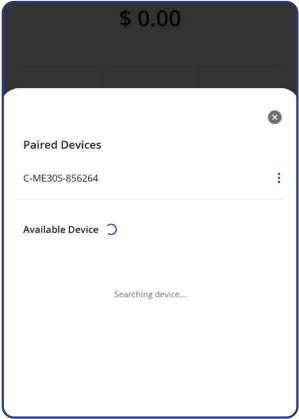 $ 0.00
Paired Devices
C-ME30S-856264
Available Device
Searching device...